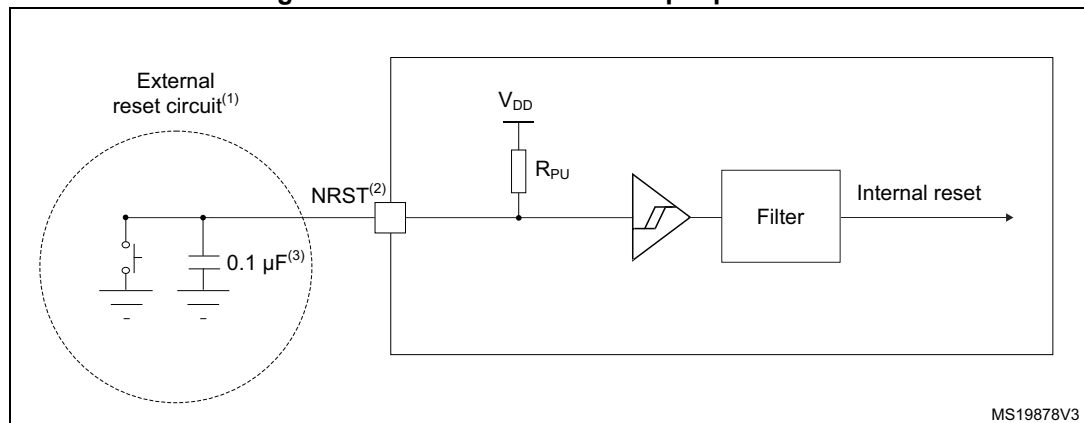 External
reset circuit(1)
VDD
RPU
NRST(2)
Filter
Internal reset
0.1 µF(3)
MS19878V3